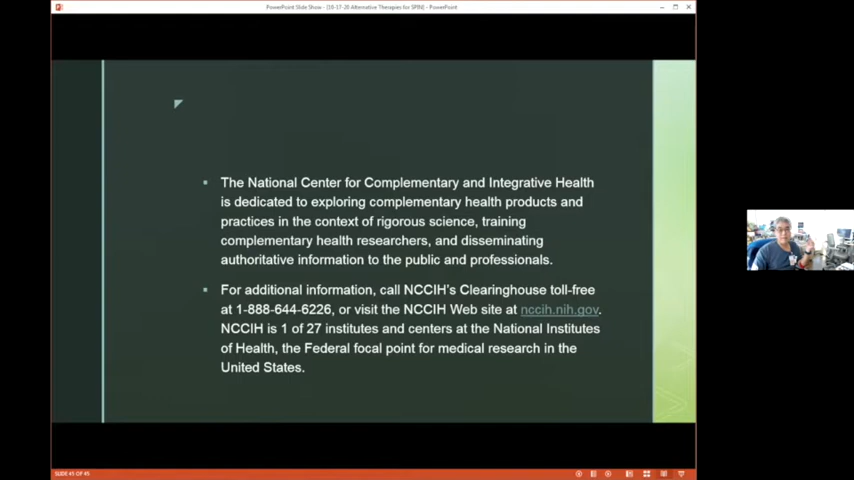 PowerPoint Slide Show - [10-17-20 Alternative Therapies for SPIN] - PowerPoint
The National Center for Complementary and Integrative Health
is dedicated to exploring complementary health products and
practices in the context of rigorous science, training
complementary health researchers, and disseminating
authoritative information to the public and professionals.
For additional information, call NCCIH's Clearinghouse toll-free
at 1-888-644-6226, or visit the NCCIH Web site at nccih.nih.gov.
NCCIH is 1 of 27 institutes and centers at the National Institutes
of Health, the Federal focal point for medical research in the
United States.
SLIDE 45 OF 45